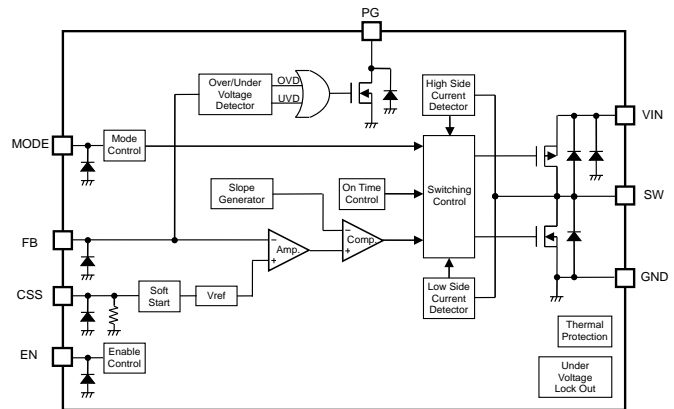 PG
Over/Under
Voltage
Detector
OVD
UVD
High Side
Current
Detector
VIN
MODE
Mode
Control
Slope
Generator
On Time
Control
Switching
Control
SW
FB
−
Amp.
+
−
Comp.
+
GND
CSS
Soft
Start
Vref
Low Side
Current
Detector
Thermal
Protection
EN
Enable
Control
Under
Voltage
Lock Out